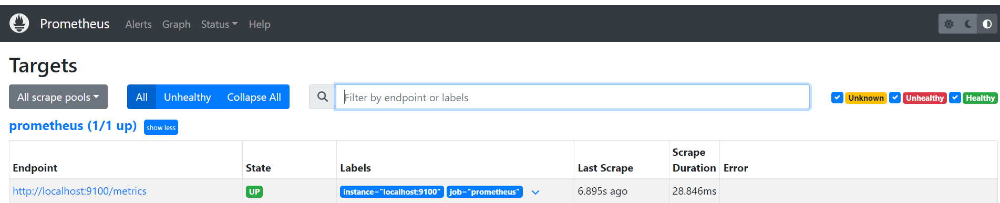 Prometheus Alerts Graph Status Help
Targets
All scrape pools All Unhealthy Collapse All Filter by endpoint or labels Unknown Unhealthy Healthy
prometheus (1/1 up) show less
Endpoint State Labels Last Scrape Scrape Duration Error
http://localhost:9100/metrics UP instance="localhost:9100" job="prometheus" 6.895s ago 28.846ms